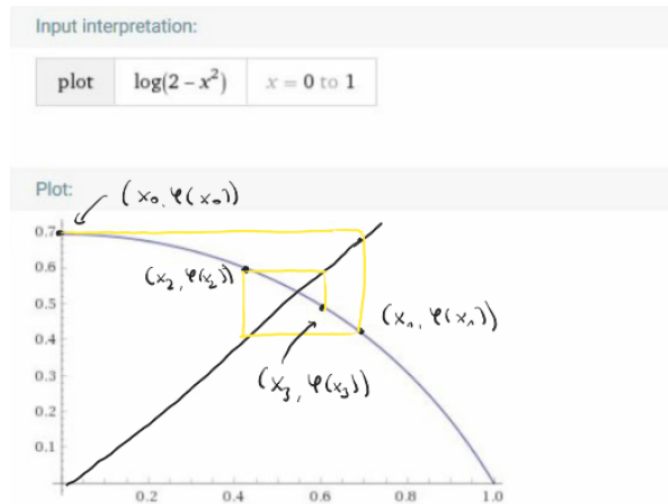 Input interpretation:
plot log(2 − x²) x = 0 to 1
Plot:
(x₀, φ(x₀))
0.7
0.6
(x₂, φ(x₂))
0.5
(x₁, φ(x₁))
0.4
(x₃, φ(x₃))
0.3
0.2
0.1
0.2 0.4 0.6 0.8 1.0